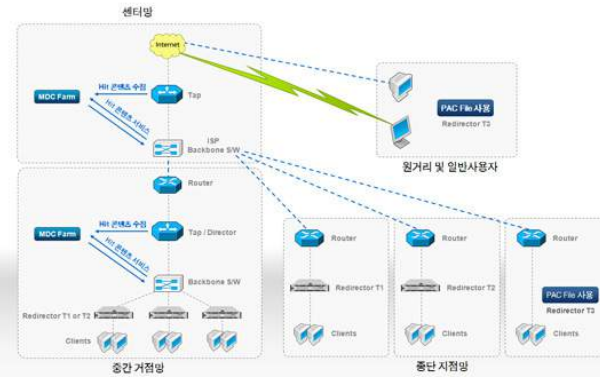 센터망
Internet
MDC Farm
Hit 콘텐츠 수집
Tap
Hit 콘텐츠 서비스
ISP
Backbone S/W
PAC File 사용
Redirector T3
원거리 및 일반사용자
Router
MDC Farm
Hit 콘텐츠 수집
Tap / Director
Hit 콘텐츠 서비스
Backbone S/W
Redirector T1 or T2
Clients
중간 거점망
Router
Router
Router
Redirector T1
Redirector T2
PAC File 사용
Redirector T3
Clients
Clients
Clients
종단 지점망